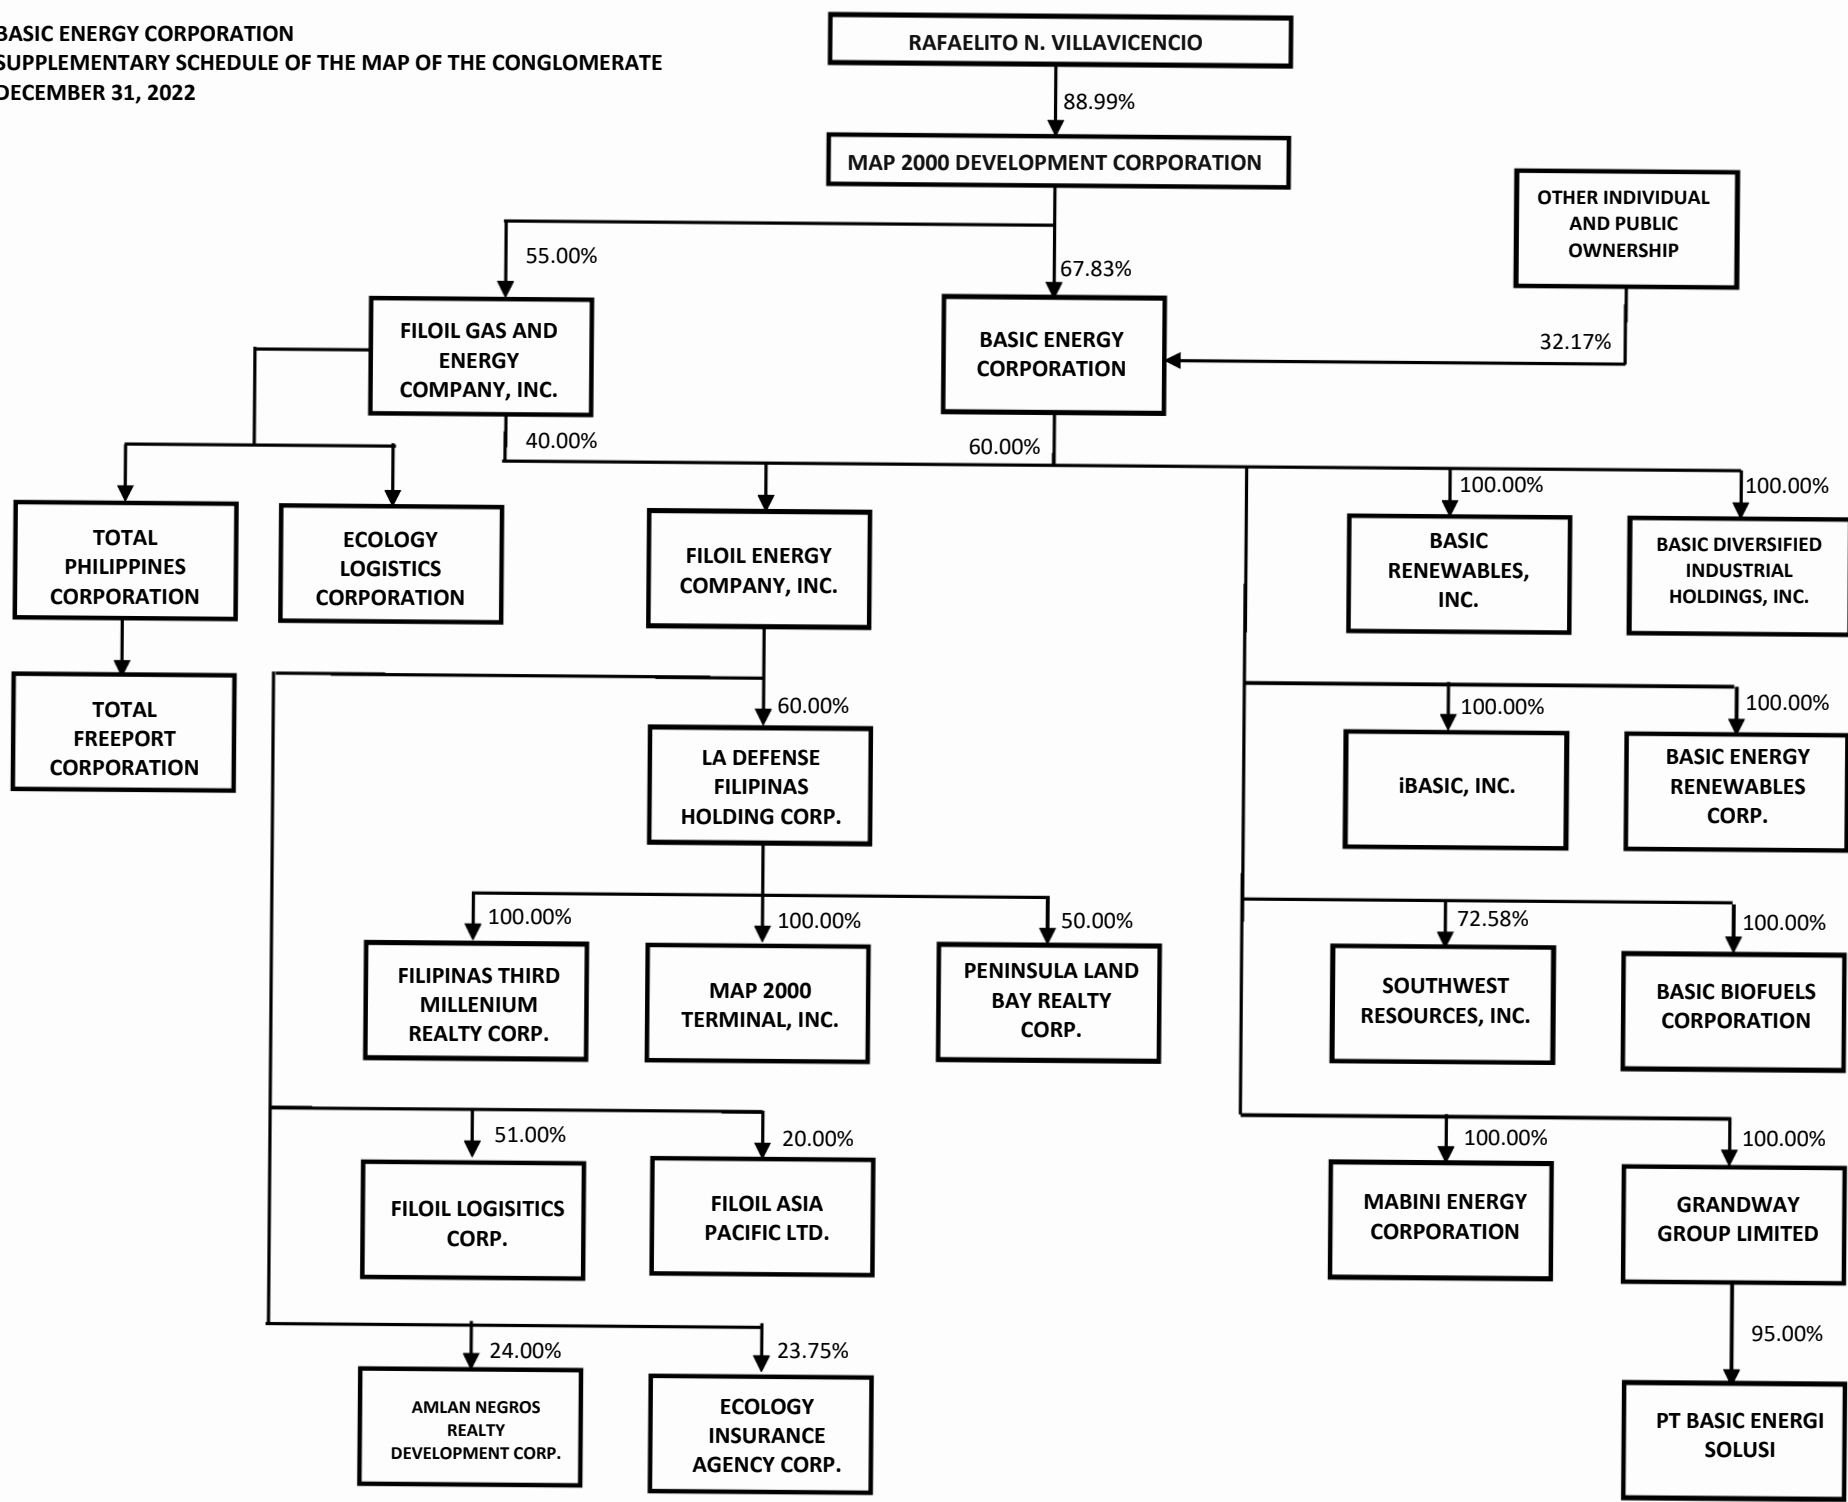 BASIC ENERGY CORPORATION
SUPPLEMENTARY SCHEDULE OF THE MAP OF THE CONGLOMERATE
DECEMBER 31, 2022
RAFAELITO N. VILLAVICENCIO
88.99%
MAP 2000 DEVELOPMENT CORPORATION
OTHER INDIVIDUAL
AND PUBLIC
OWNERSHIP
55.00%
67.83%
32.17%
FILOIL GAS AND
ENERGY
COMPANY, INC.
BASIC ENERGY
CORPORATION
40.00%
60.00%
100.00%
100.00%
TOTAL
PHILIPPINES
CORPORATION
ECOLOGY
LOGISTICS
CORPORATION
FILOIL ENERGY
COMPANY, INC.
BASIC
RENEWABLES,
INC.
BASIC DIVERSIFIED
INDUSTRIAL
HOLDINGS, INC.
TOTAL
FREEPORT
CORPORATION
60.00%
100.00%
100.00%
LA DEFENSE
FILIPINAS
HOLDING CORP.
iBASIC, INC.
BASIC ENERGY
RENEWABLES
CORP.
100.00%
100.00%
50.00%
72.58%
100.00%
FILIPINAS THIRD
MILLENIUM
REALTY CORP.
MAP 2000
TERMINAL, INC.
PENINSULA LAND
BAY REALTY
CORP.
SOUTHWEST
RESOURCES, INC.
BASIC BIOFUELS
CORPORATION
51.00%
20.00%
100.00%
100.00%
FILOIL LOGISITICS
CORP.
FILOIL ASIA
PACIFIC LTD.
MABINI ENERGY
CORPORATION
GRANDWAY
GROUP LIMITED
24.00%
23.75%
95.00%
AMLAN NEGROS
REALTY
DEVELOPMENT CORP.
ECOLOGY
INSURANCE
AGENCY CORP.
PT BASIC ENERGI
SOLUSI